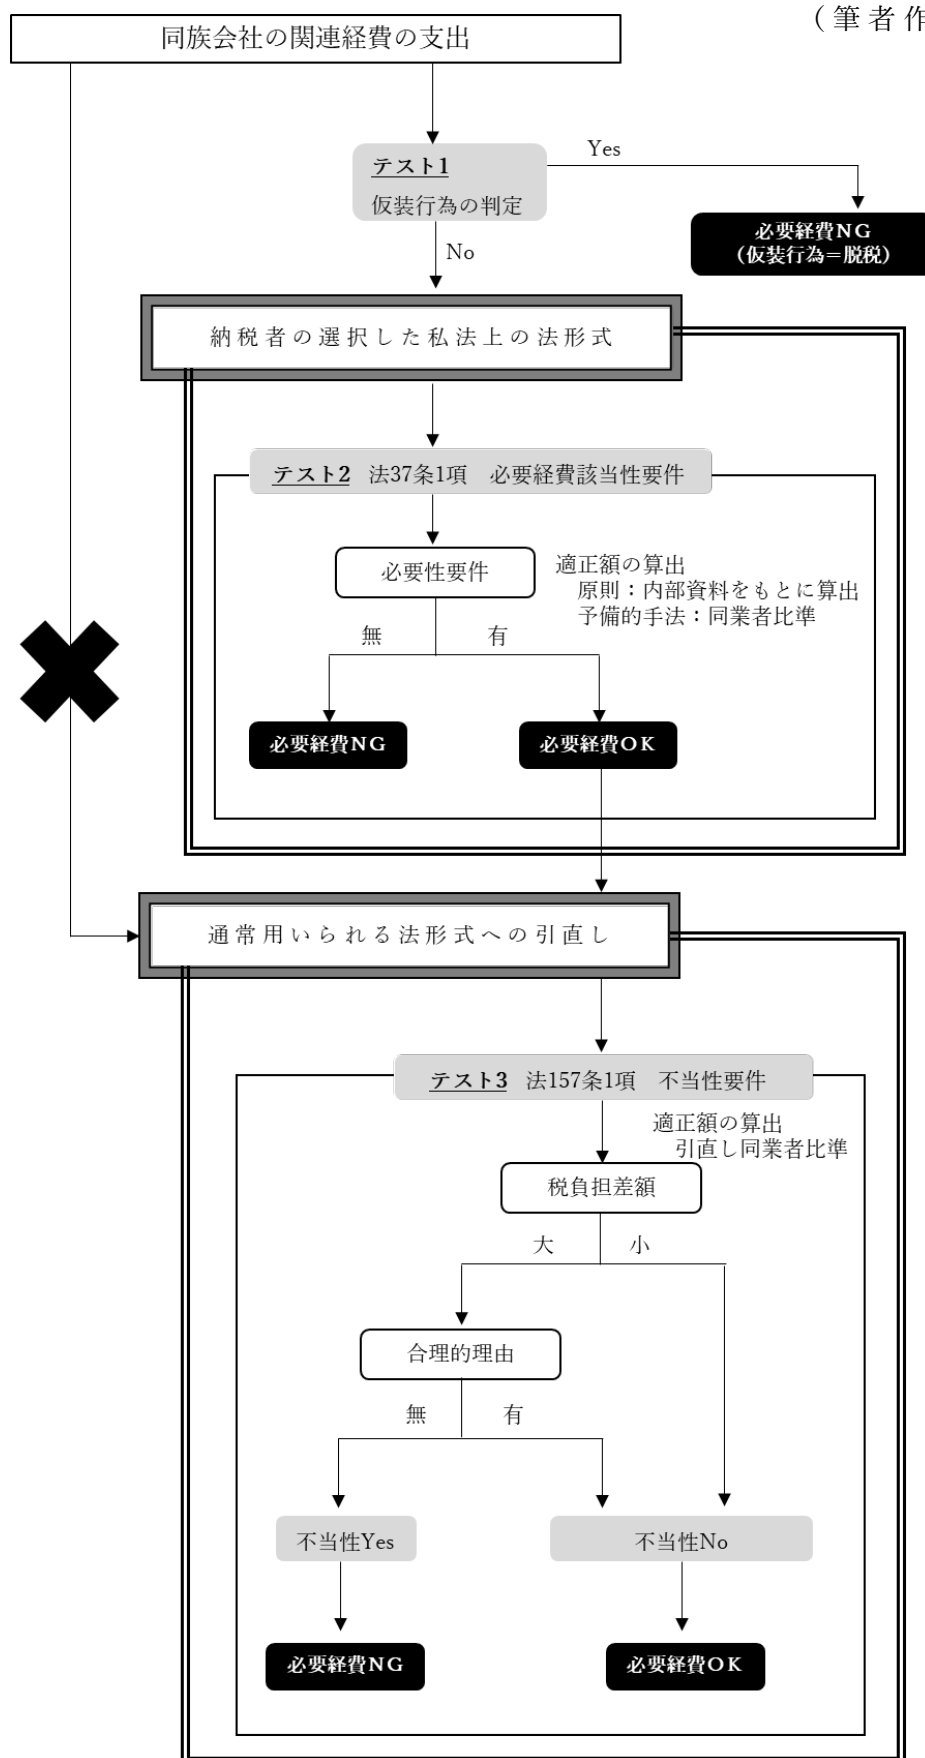 （筆者作
同族会社の関連経費の支出
テスト1
仮装行為の判定
Yes
必要経費NG
（仮装行為＝脱税）
No
納税者の選択した私法上の法形式
テスト2 法37条1項 必要経費該当性要件
必要性要件
適正額の算出
原則：内部資料をもとに算出
予備的手法：同業者比準
無 有
必要経費NG
必要経費OK
通常用いられる法形式への引直し
テスト3 法157条1項 不当性要件
適正額の算出
引直し同業者比準
税負担差額
大 小
合理的理由
無 有
不当性Yes
不当性No
必要経費NG
必要経費OK